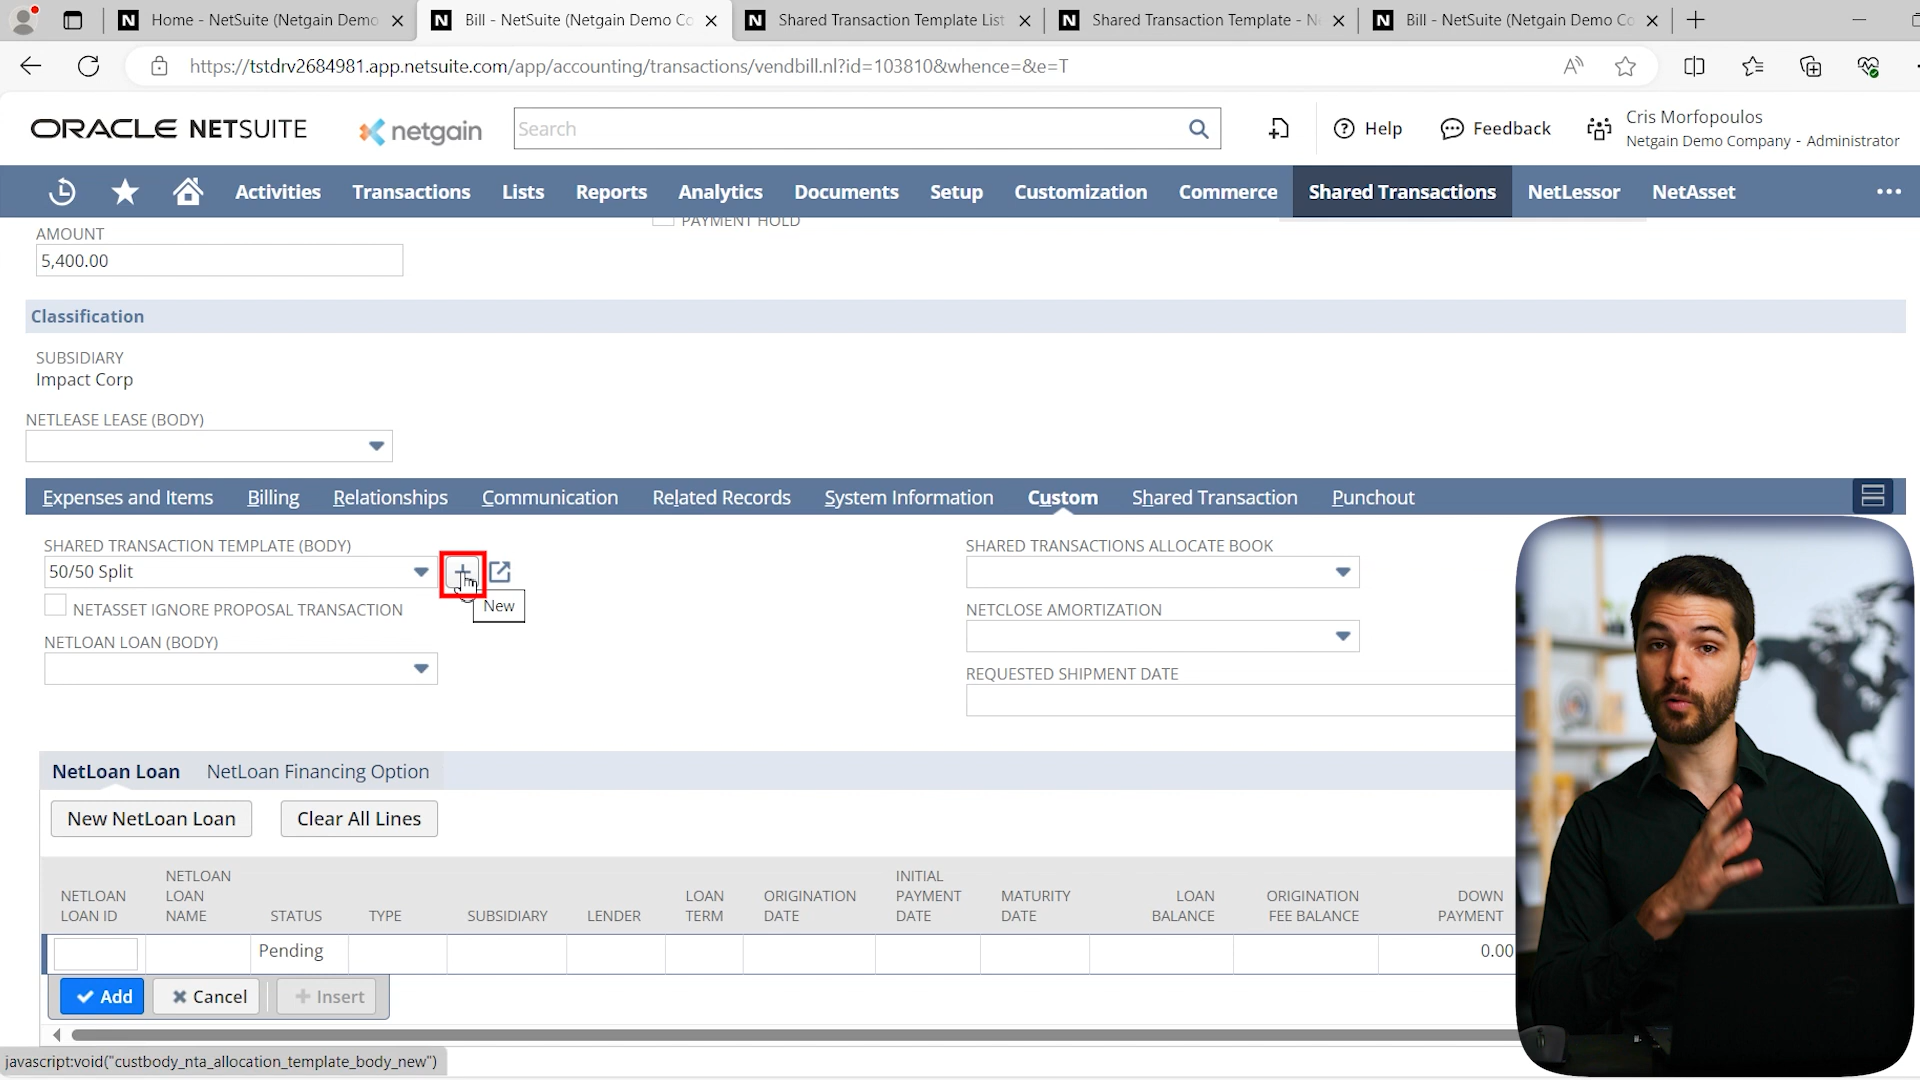 Home - NetSuite (Netgain Demo
Bill - NetSuite (Netgain Demo Co
Shared Transaction Template List
Shared Transaction Template - Ne
Bill - NetSuite (Netgain Demo Co
https://tstdrv2684981.app.netsuite.com/app/accounting/transactions/vendbill.nl?id=103810&whence=&e=T
ORACLE NETSUITE
netgain
Search
Help
Feedback
Cris Morfopoulos
Netgain Demo Company - Administrator
Activities Transactions Lists Reports Analytics Documents Setup Customization Commerce Shared Transactions NetLessor NetAsset
PAYMENT HOLD
AMOUNT
5,400.00
Classification
SUBSIDIARY
Impact Corp
NETLEASE LEASE (BODY)
Expenses and Items Billing Relationships Communication Related Records System Information Custom Shared Transaction Punchout
SHARED TRANSACTION TEMPLATE (BODY)
50/50 Split
New
NETASSET IGNORE PROPOSAL TRANSACTION
NETLOAN LOAN (BODY)
SHARED TRANSACTIONS ALLOCATE BOOK
NETCLOSE AMORTIZATION
REQUESTED SHIPMENT DATE
NetLoan Loan NetLoan Financing Option
New NetLoan Loan Clear All Lines
NETLOAN LOAN ID
NETLOAN LOAN NAME
STATUS
TYPE
SUBSIDIARY
LENDER
LOAN TERM
ORIGINATION DATE
INITIAL PAYMENT DATE
MATURITY DATE
LOAN BALANCE
ORIGINATION FEE BALANCE
DOWN PAYMENT
Pending 0.00
Add Cancel Insert
javascript:void("custbody_nta_allocation_template_body_new")